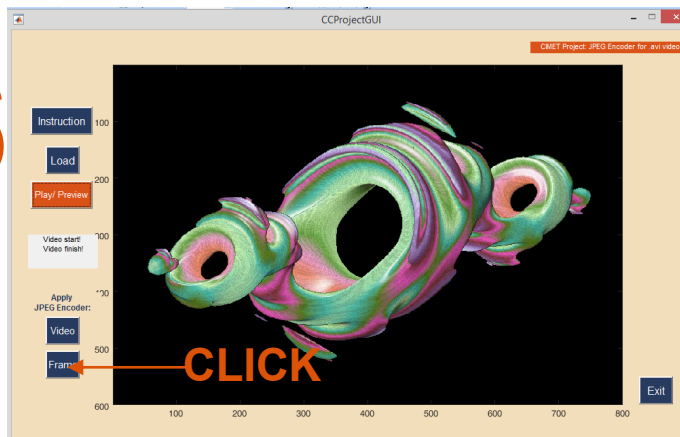 CCProjectGUI
CIMET Project: JPEG Encoder for .avi video
Instruction
Load
Play/ Preview
Video start!
Video finish!
Apply
JPEG Encoder:
Video
Frame
CLICK
Exit
100
200
300
500
600
100
200
300
400
500
600
700
800